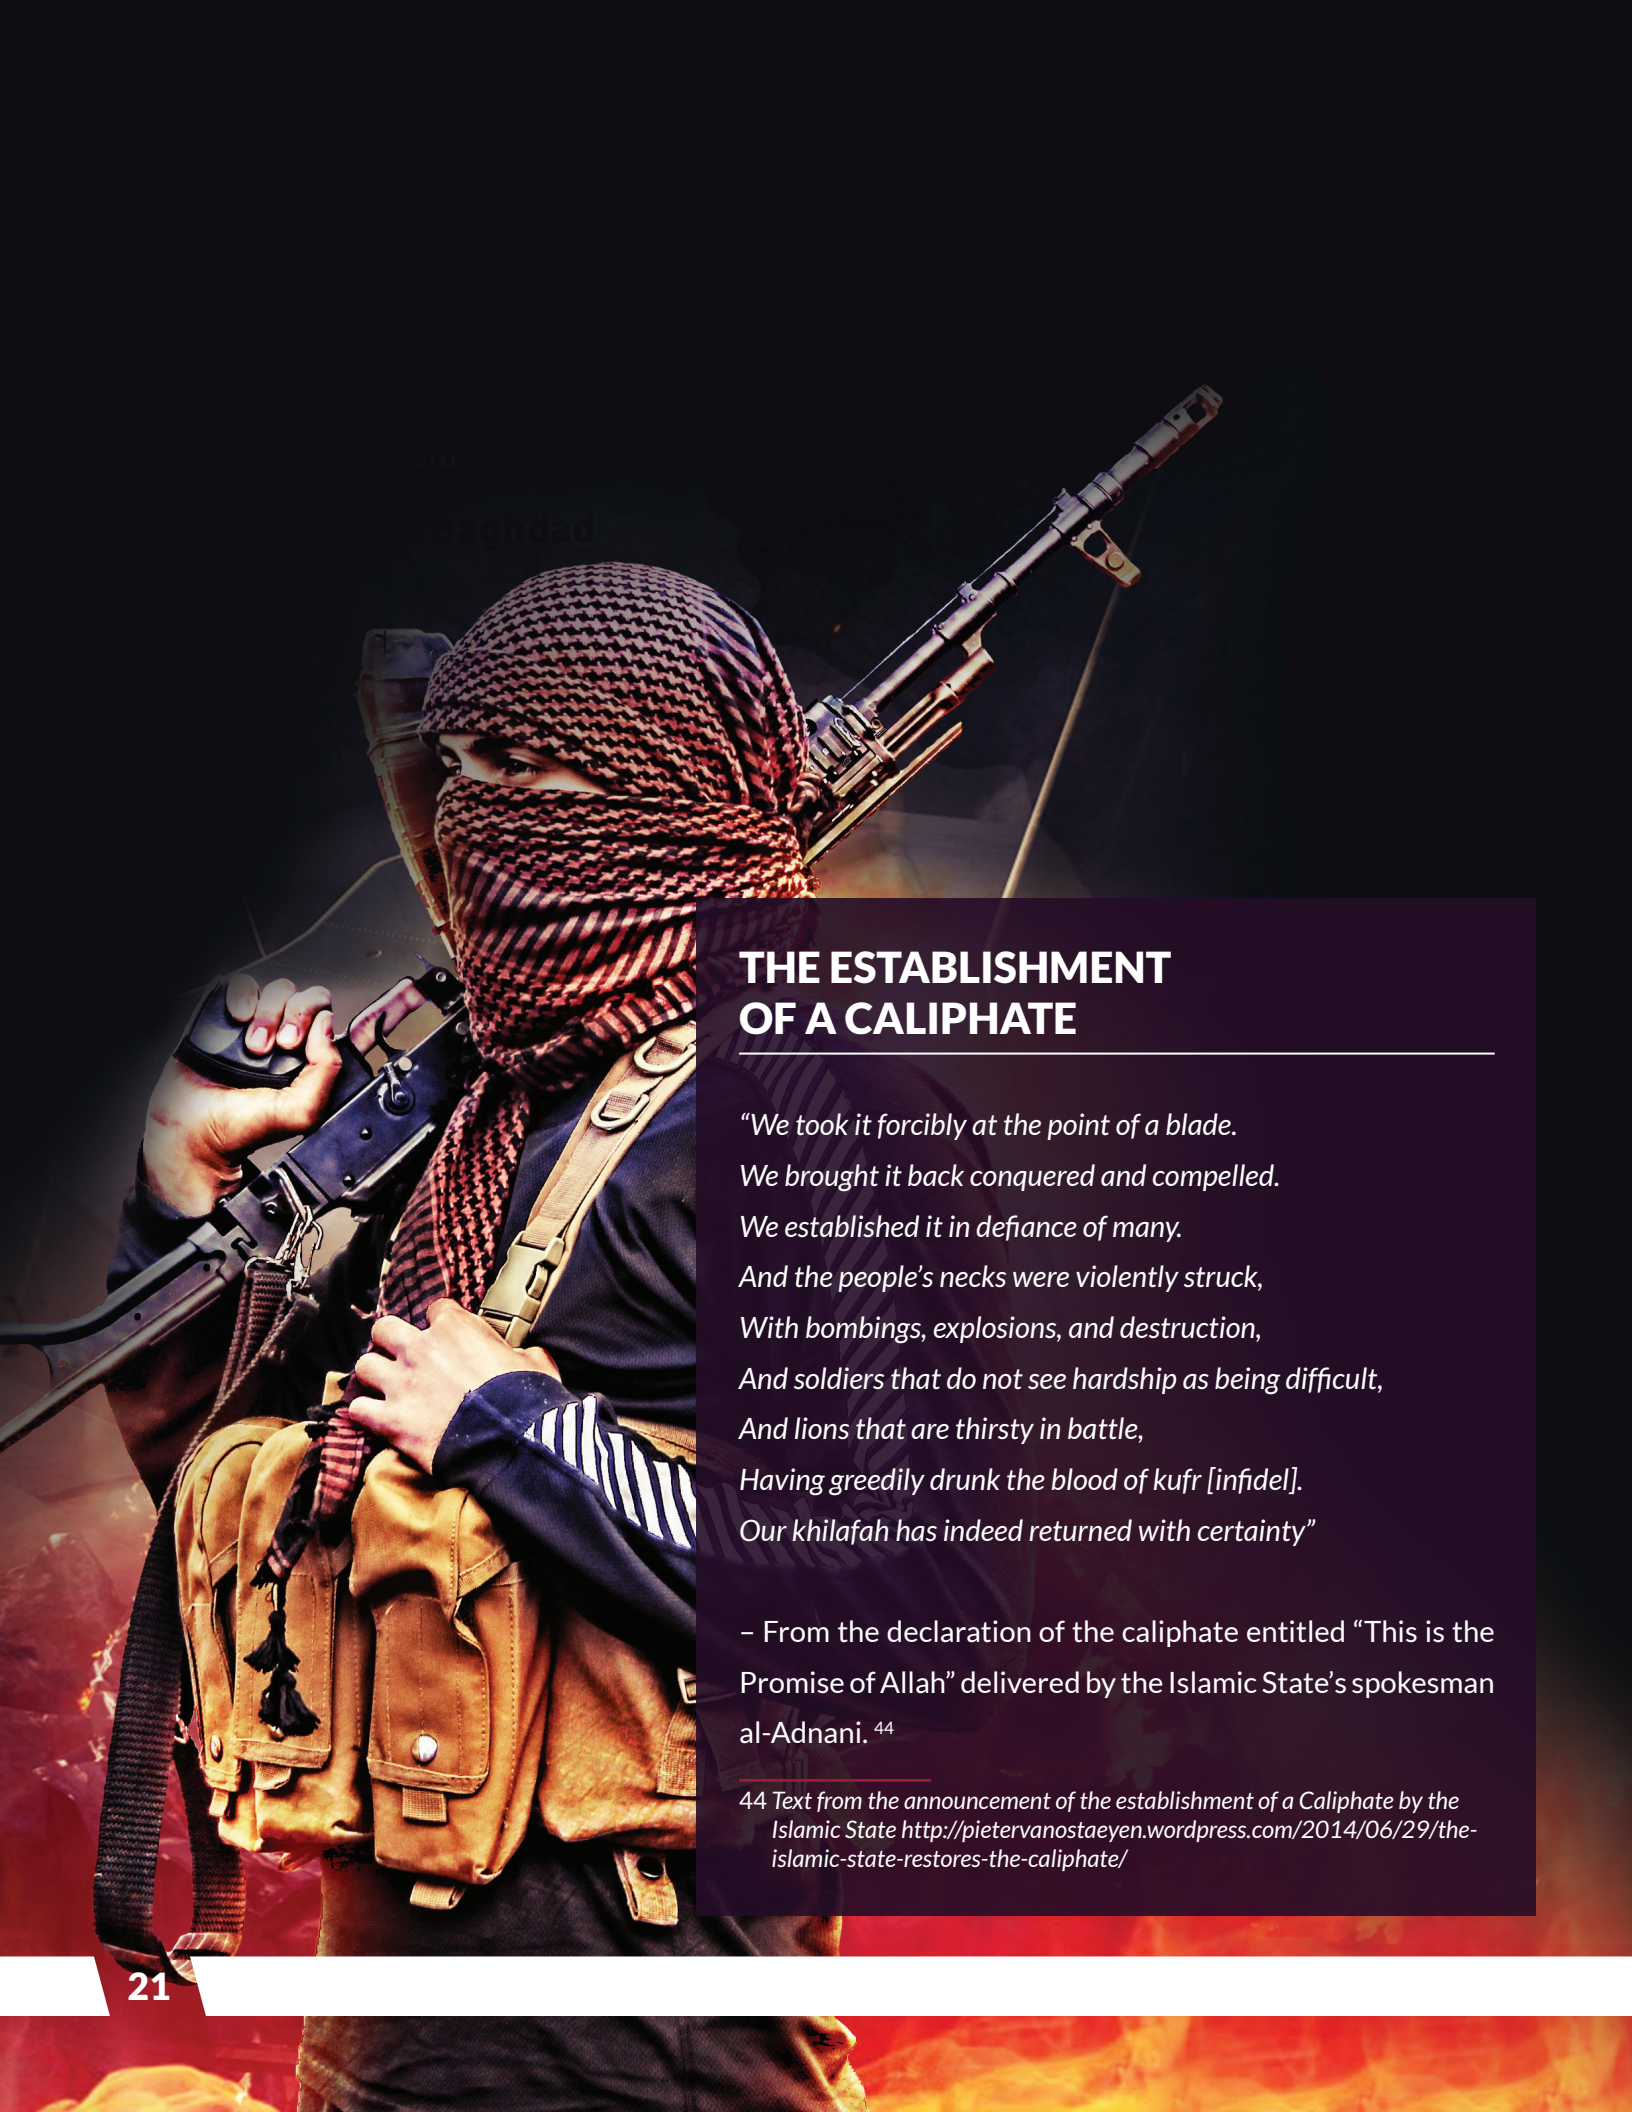 Baghdad
THE ESTABLISHMENT
OF A CALIPHATE
“We took it forcibly at the point of a blade.
We brought it back conquered and compelled.
We established it in defiance of many.
And the people’s necks were violently struck,
With bombings, explosions, and destruction,
And soldiers that do not see hardship as being difficult,
And lions that are thirsty in battle,
Having greedily drunk the blood of kufr [infidel].
Our khilafah has indeed returned with certainty”
– From the declaration of the caliphate entitled “This is the
Promise of Allah” delivered by the Islamic State’s spokesman
al-Adnani. 44
44 Text from the announcement of the establishment of a Caliphate by the
Islamic State http://pietervanostaeyen.wordpress.com/2014/06/29/the-
islamic-state-restores-the-caliphate/
21